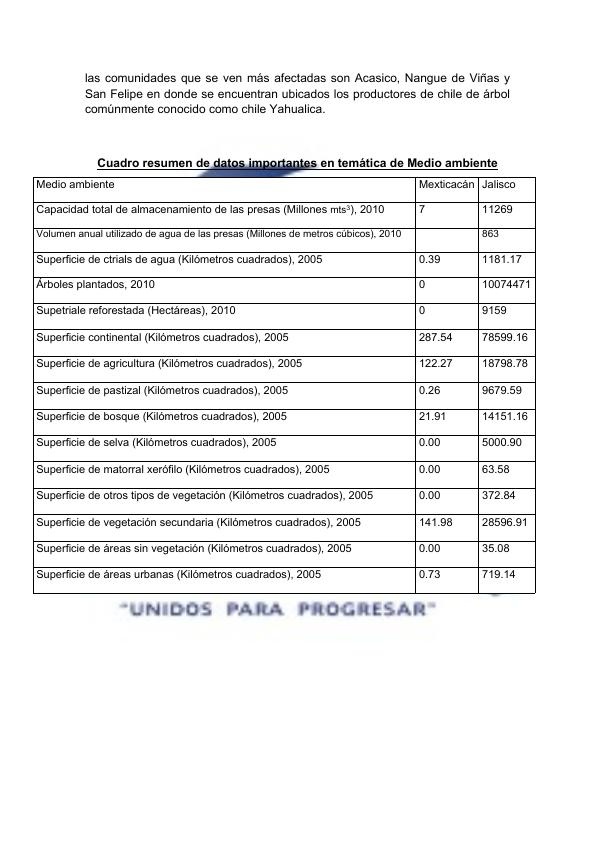 las comunidades que se ven más afectadas son Acasico, Nangue de Viñas y
San Felipe en donde se encuentran ubicados los productores de chile de árbol
comúnmente conocido como chile Yahualica.
Cuadro resumen de datos importantes en temática de Medio ambiente
Medio ambiente Mexticacán Jalisco
Capacidad total de almacenamiento de las presas (Millones mts³), 2010 7 11269
Volumen anual utilizado de agua de las presas (Millones de metros cúbicos), 2010 863
Superficie de ctrials de agua (Kilómetros cuadrados), 2005 0.39 1181.17
Árboles plantados, 2010 0 10074471
Supetriale reforestada (Hectáreas), 2010 0 9159
Superficie continental (Kilómetros cuadrados), 2005 287.54 78599.16
Superficie de agricultura (Kilómetros cuadrados), 2005 122.27 18798.78
Superficie de pastizal (Kilómetros cuadrados), 2005 0.26 9679.59
Superficie de bosque (Kilómetros cuadrados), 2005 21.91 14151.16
Superficie de selva (Kilómetros cuadrados), 2005 0.00 5000.90
Superficie de matorral xerófilo (Kilómetros cuadrados), 2005 0.00 63.58
Superficie de otros tipos de vegetación (Kilómetros cuadrados), 2005 0.00 372.84
Superficie de vegetación secundaria (Kilómetros cuadrados), 2005 141.98 28596.91
Superficie de áreas sin vegetación (Kilómetros cuadrados), 2005 0.00 35.08
Superficie de áreas urbanas (Kilómetros cuadrados), 2005 0.73 719.14
"UNIDOS PARA PROGRESAR"